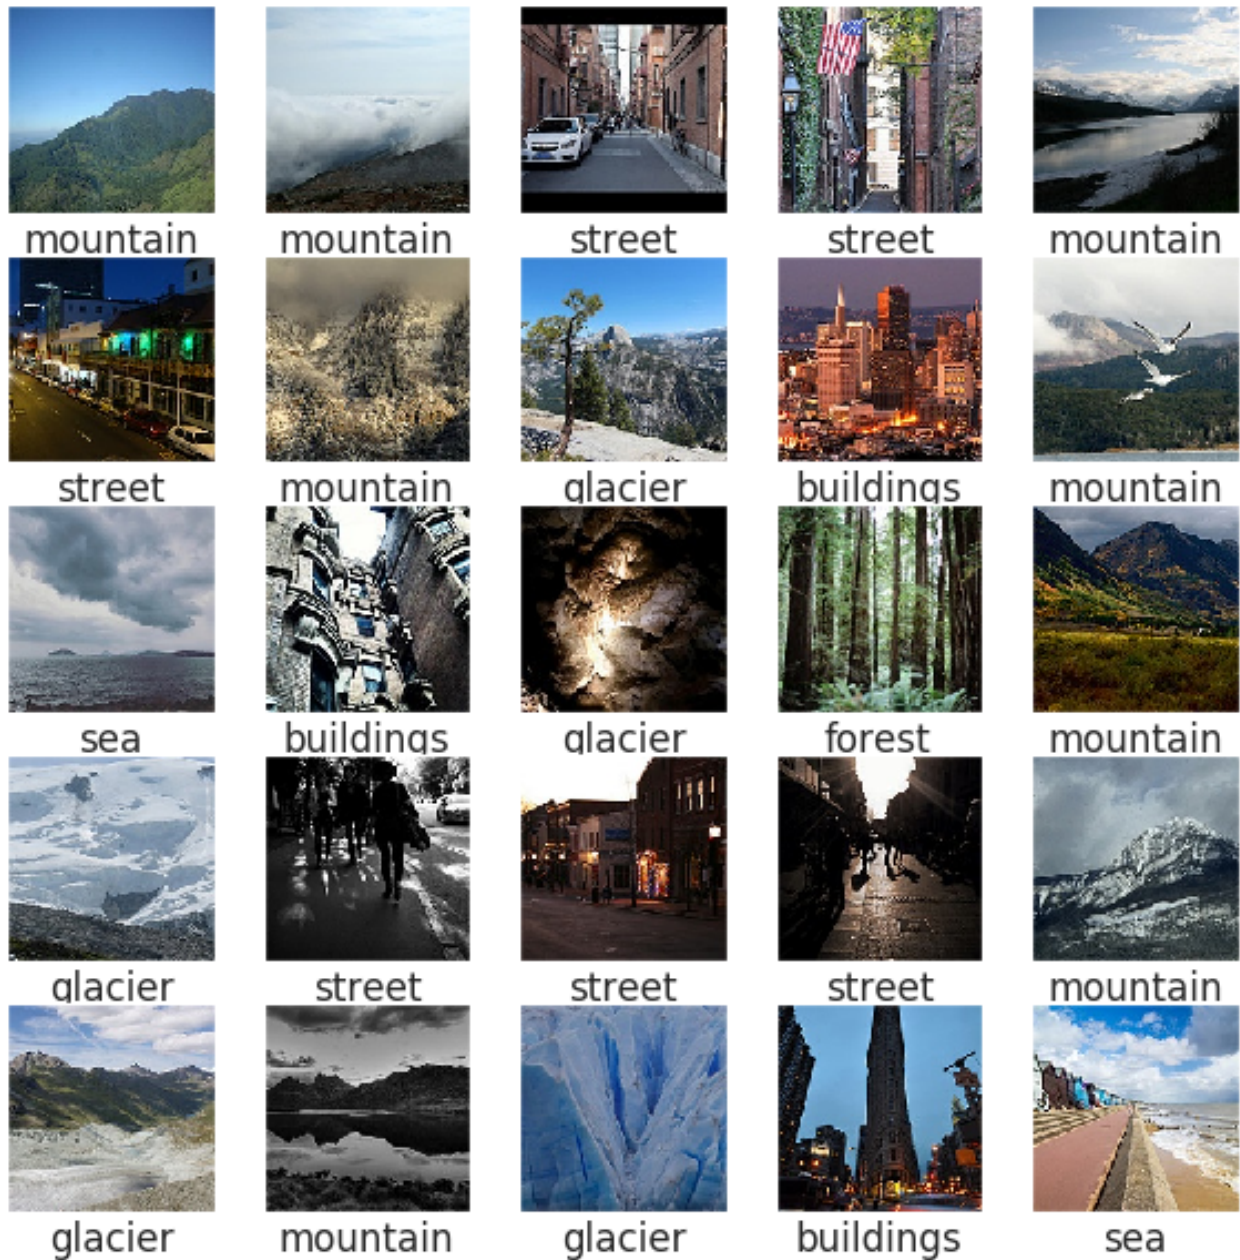 mountain mountain street street mountain
street mountain glacier buildings mountain
sea buildings glacier forest mountain
glacier street street street mountain
glacier mountain glacier buildings sea